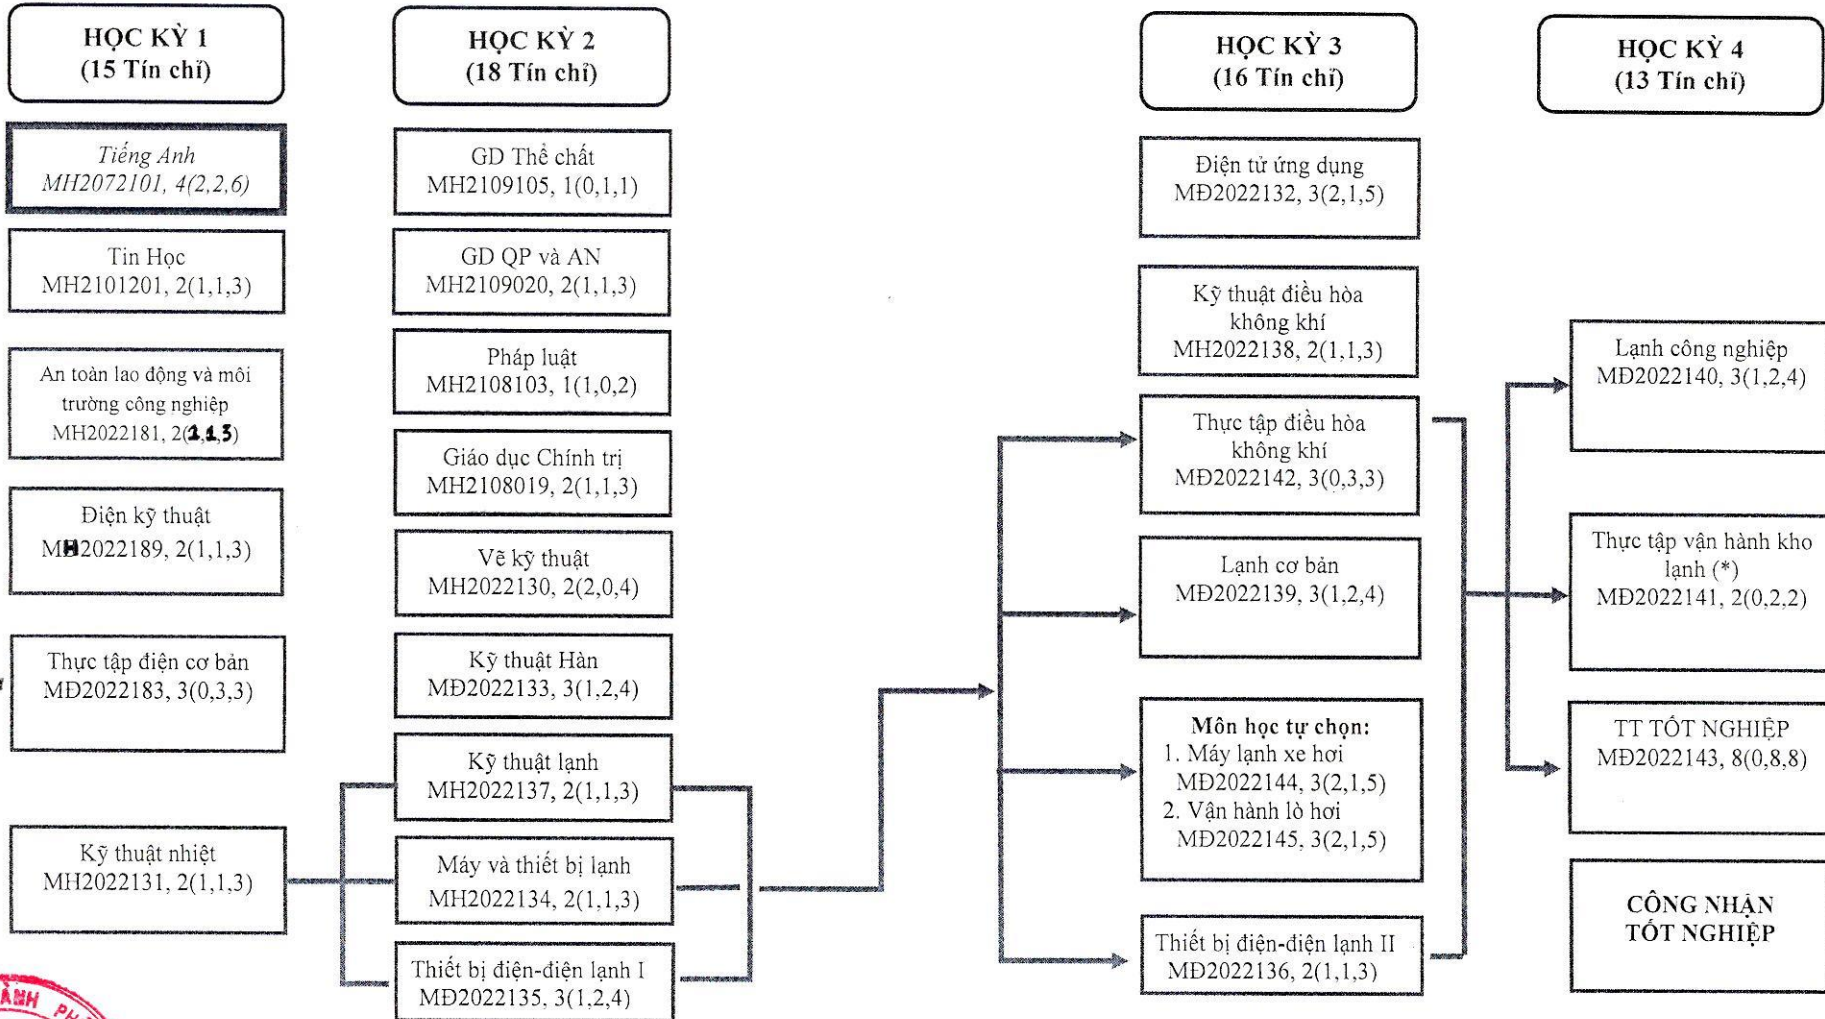 HỌC KỲ 1
(15 Tín chỉ)
Tiếng Anh
MH2072101, 4(2,2,6)
Tin Học
MH2101201, 2(1,1,3)
An toàn lao động và môi
trường công nghiệp
MH2022181, 2(1,1,3)
Điện kỹ thuật
MH2022189, 2(1,1,3)
Thực tập điện cơ bản
MĐ2022183, 3(0,3,3)
Kỹ thuật nhiệt
MH2022131, 2(1,1,3)
HỌC KỲ 2
(18 Tín chỉ)
GD Thể chất
MH2109105, 1(0,1,1)
GD QP và AN
MH2109020, 2(1,1,3)
Pháp luật
MH2108103, 1(1,0,2)
Giáo dục Chính trị
MH2108019, 2(1,1,3)
Vẽ kỹ thuật
MH2022130, 2(2,0,4)
Kỹ thuật Hàn
MĐ2022133, 3(1,2,4)
Kỹ thuật lạnh
MH2022137, 2(1,1,3)
Máy và thiết bị lạnh
MH2022134, 2(1,1,3)
Thiết bị điện-điện lạnh I
MĐ2022135, 3(1,2,4)
HỌC KỲ 3
(16 Tín chỉ)
Điện tử ứng dụng
MĐ2022132, 3(2,1,5)
Kỹ thuật điều hòa
không khí
MH2022138, 2(1,1,3)
Thực tập điều hòa
không khí
MĐ2022142, 3(0,3,3)
Lạnh cơ bản
MĐ2022139, 3(1,2,4)
Môn học tự chọn:
1. Máy lạnh xe hơi
MĐ2022144, 3(2,1,5)
2. Vận hành lò hơi
MĐ2022145, 3(2,1,5)
Thiết bị điện-điện lạnh II
MĐ2022136, 2(1,1,3)
HỌC KỲ 4
(13 Tín chỉ)
Lạnh công nghiệp
MĐ2022140, 3(1,2,4)
Thực tập vận hành kho
lạnh (*)
MĐ2022141, 2(0,2,2)
TT TỐT NGHIỆP
MĐ2022143, 8(0,8,8)
CÔNG NHẬN
TỐT NGHIỆP